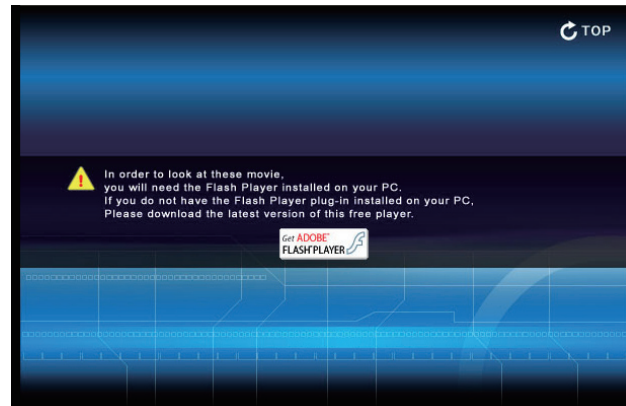 TOP
In order to look at these movie,
you will need the Flash Player installed on your PC.
If you do not have the Flash Player plug-in installed on your PC,
Please download the latest version of this free player.
Get ADOBE®
FLASH® PLAYER